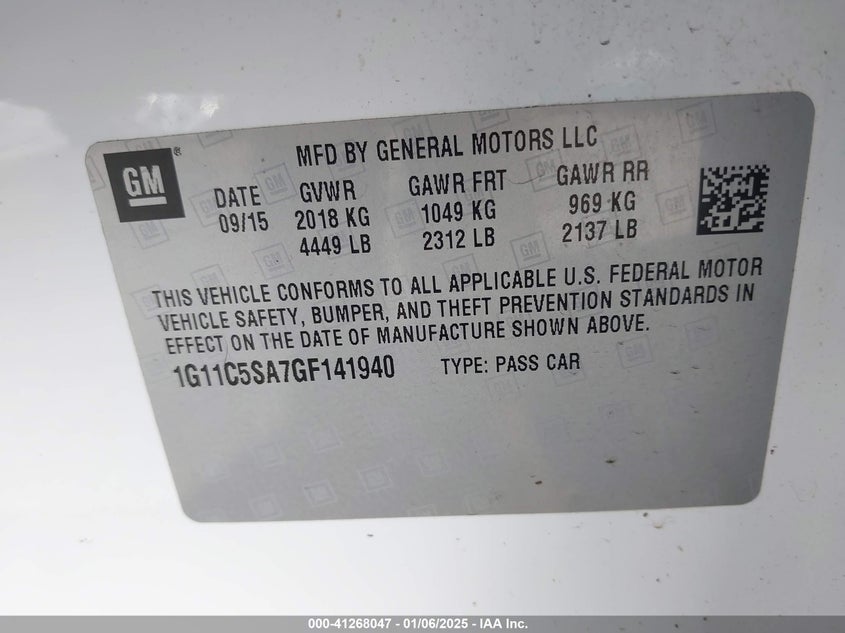 GM
MFD BY GENERAL MOTORS LLC
DATE GVWR GAWR FRT GAWR RR
09/15 2018 KG 1049 KG 969 KG
4449 LB 2312 LB 2137 LB
THIS VEHICLE CONFORMS TO ALL APPLICABLE U.S. FEDERAL MOTOR
VEHICLE SAFETY, BUMPER, AND THEFT PREVENTION STANDARDS IN
EFFECT ON THE DATE OF MANUFACTURE SHOWN ABOVE.
1G11C5SA7GF141940 TYPE: PASS CAR
000-41268047 - 01/06/2025 - IAA Inc.